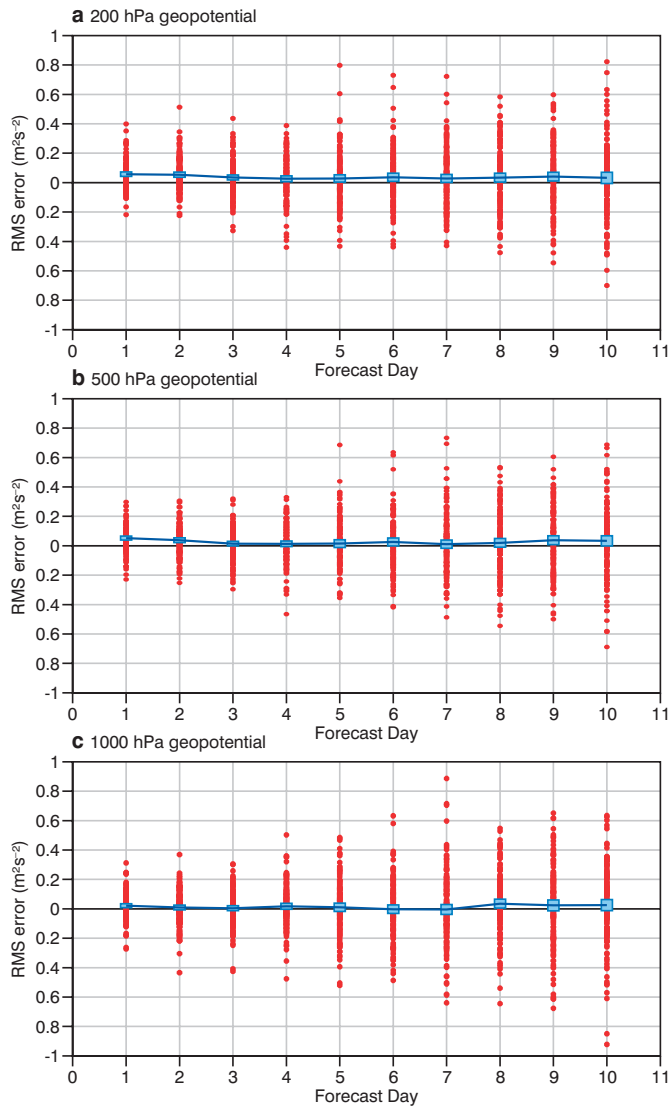 a 200 hPa geopotential
1
0.8
0.6
0.4
0.2
0
0.2
0.4
0.6
0.8
-1
RMS error (m²s⁻²)
0 1 2 3 4 5 6 7 8 9 10 11
Forecast Day
b 500 hPa geopotential
1
0.8
0.6
0.4
0.2
0
0.2
0.4
0.6
0.8
-1
RMS error (m²s⁻²)
0 1 2 3 4 5 6 7 8 9 10 11
Forecast Day
c 1000 hPa geopotential
1
0.8
0.6
0.4
0.2
0
0.2
0.4
0.6
0.8
-1
RMS error (m²s⁻²)
0 1 2 3 4 5 6 7 8 9 10 11
Forecast Day